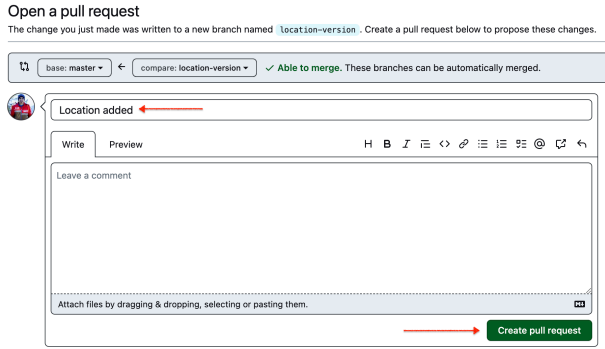 Open a pull request
The change you just made was written to a new branch named location-version . Create a pull request below to propose these changes.
base: master ← compare: location-version ✓ Able to merge. These branches can be automatically merged.
Location added
Write Preview H B I <> @
Leave a comment
Attach files by dragging & dropping, selecting or pasting them.
Create pull request